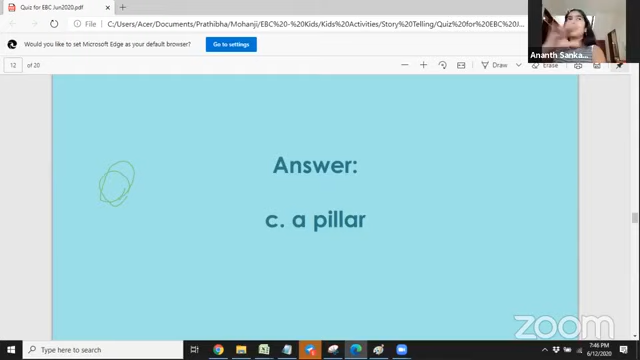 Quiz for EBC Jun2020.pdf
File
C:/Users/Acer/Documents/Prathibha/Mohanji/EBC%20-%20Kids/Kids%20Activities/Story%20Telling/Quiz%20for%20EBC%20J...
Would you like to set Microsoft Edge as your default browser?
Go to settings
12 of 20
Draw
Erase
Ananth Sanka...
Answer:
c. a pillar
zoom
Type here to search
7:46 PM
6/12/2020